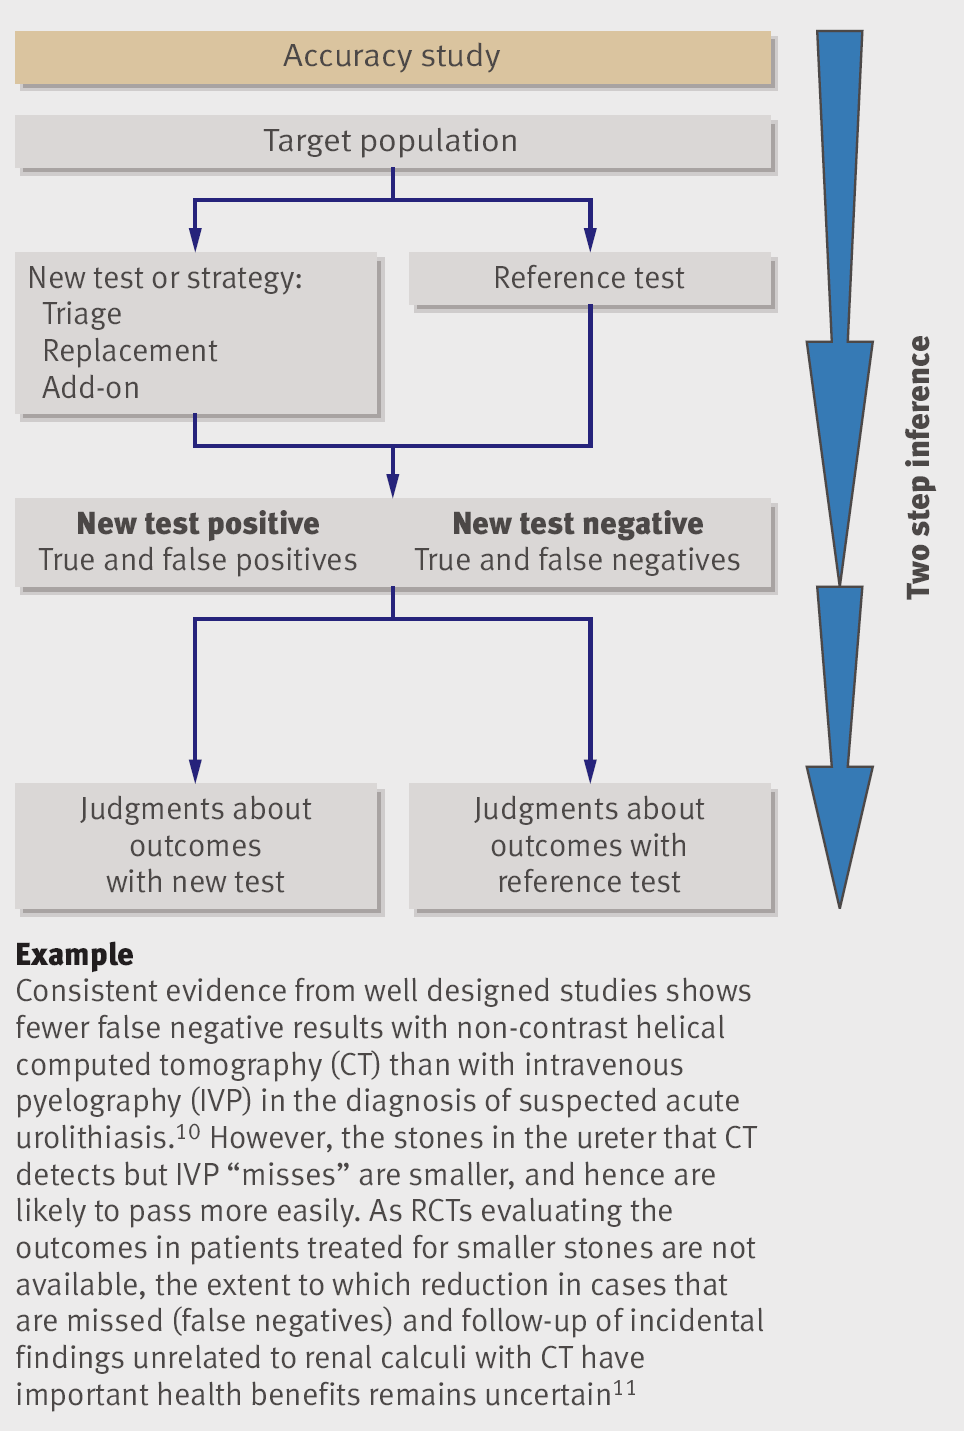 Accuracy study
Target population
New test or strategy:
Triage
Replacement
Add-on
Reference test
New test positive
True and false positives
New test negative
True and false negatives
Judgments about
outcomes
with new test
Judgments about
outcomes with
reference test
Two step inference
Example
Consistent evidence from well designed studies shows
fewer false negative results with non-contrast helical
computed tomography (CT) than with intravenous
pyelography (IVP) in the diagnosis of suspected acute
urolithiasis.10 However, the stones in the ureter that CT
detects but IVP “misses” are smaller, and hence are
likely to pass more easily. As RCTs evaluating the
outcomes in patients treated for smaller stones are not
available, the extent to which reduction in cases that
are missed (false negatives) and follow-up of incidental
findings unrelated to renal calculi with CT have
important health benefits remains uncertain11